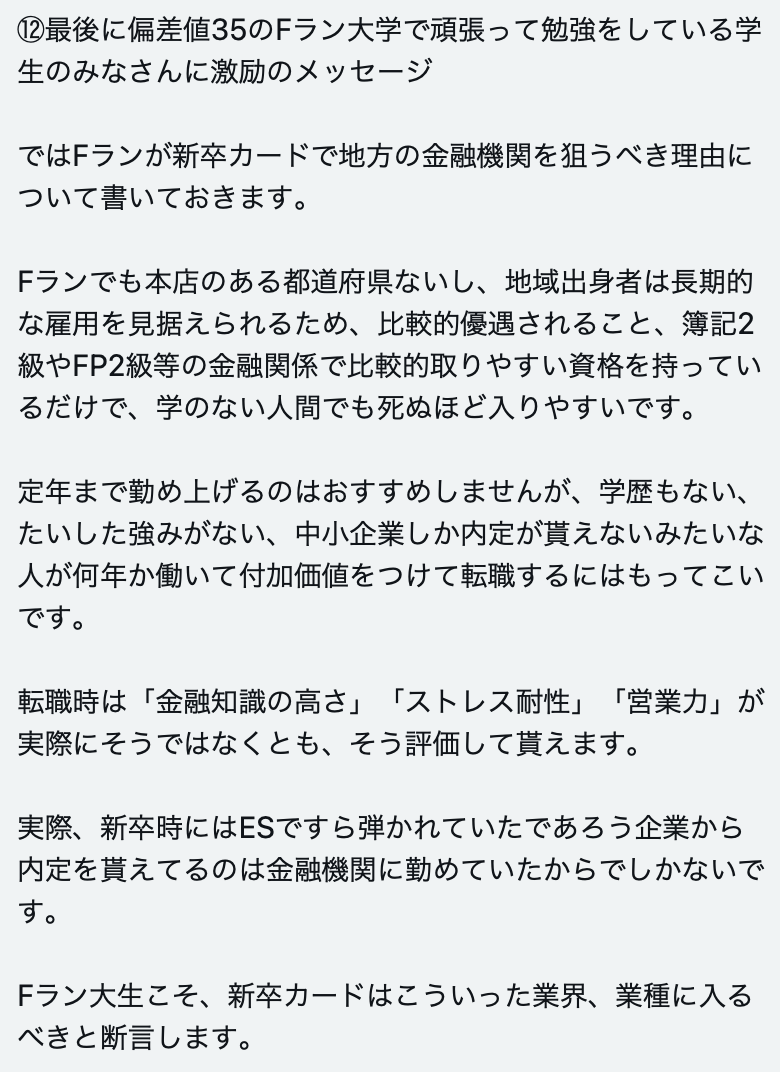 ⑫最後に偏差値35のFラン大学で頑張って勉強をしている学
生のみなさんに激励のメッセージ
ではFランが新卒カードで地方の金融機関を狙うべき理由に
ついて書いておきます。
Fランでも本店のある都道府県ないし、地域出身者は長期的
な雇用を見据えられるため、比較的優遇されること、簿記2
級やFP2級等の金融関係で比較的取りやすい資格を持ってい
るだけで、学のない人間でも死ぬほど入りやすいです。
定年まで勤め上げるのはおすすめしませんが、学歴もない、
たいした強みがない、中小企業しか内定が貰えないみたいな
人が何年か働いて付加価値をつけて転職するにはもってこい
です。
転職時は「金融知識の高さ」「ストレス耐性」「営業力」が
実際にそうではなくとも、そう評価して貰えます。
実際、新卒時にはESですら弾かれていたであろう企業から
内定を貰えてるのは金融機関に勤めていたからでしかないで
す。
Fラン大生こそ、新卒カードはこういった業界、業種に入る
べきと断言します。